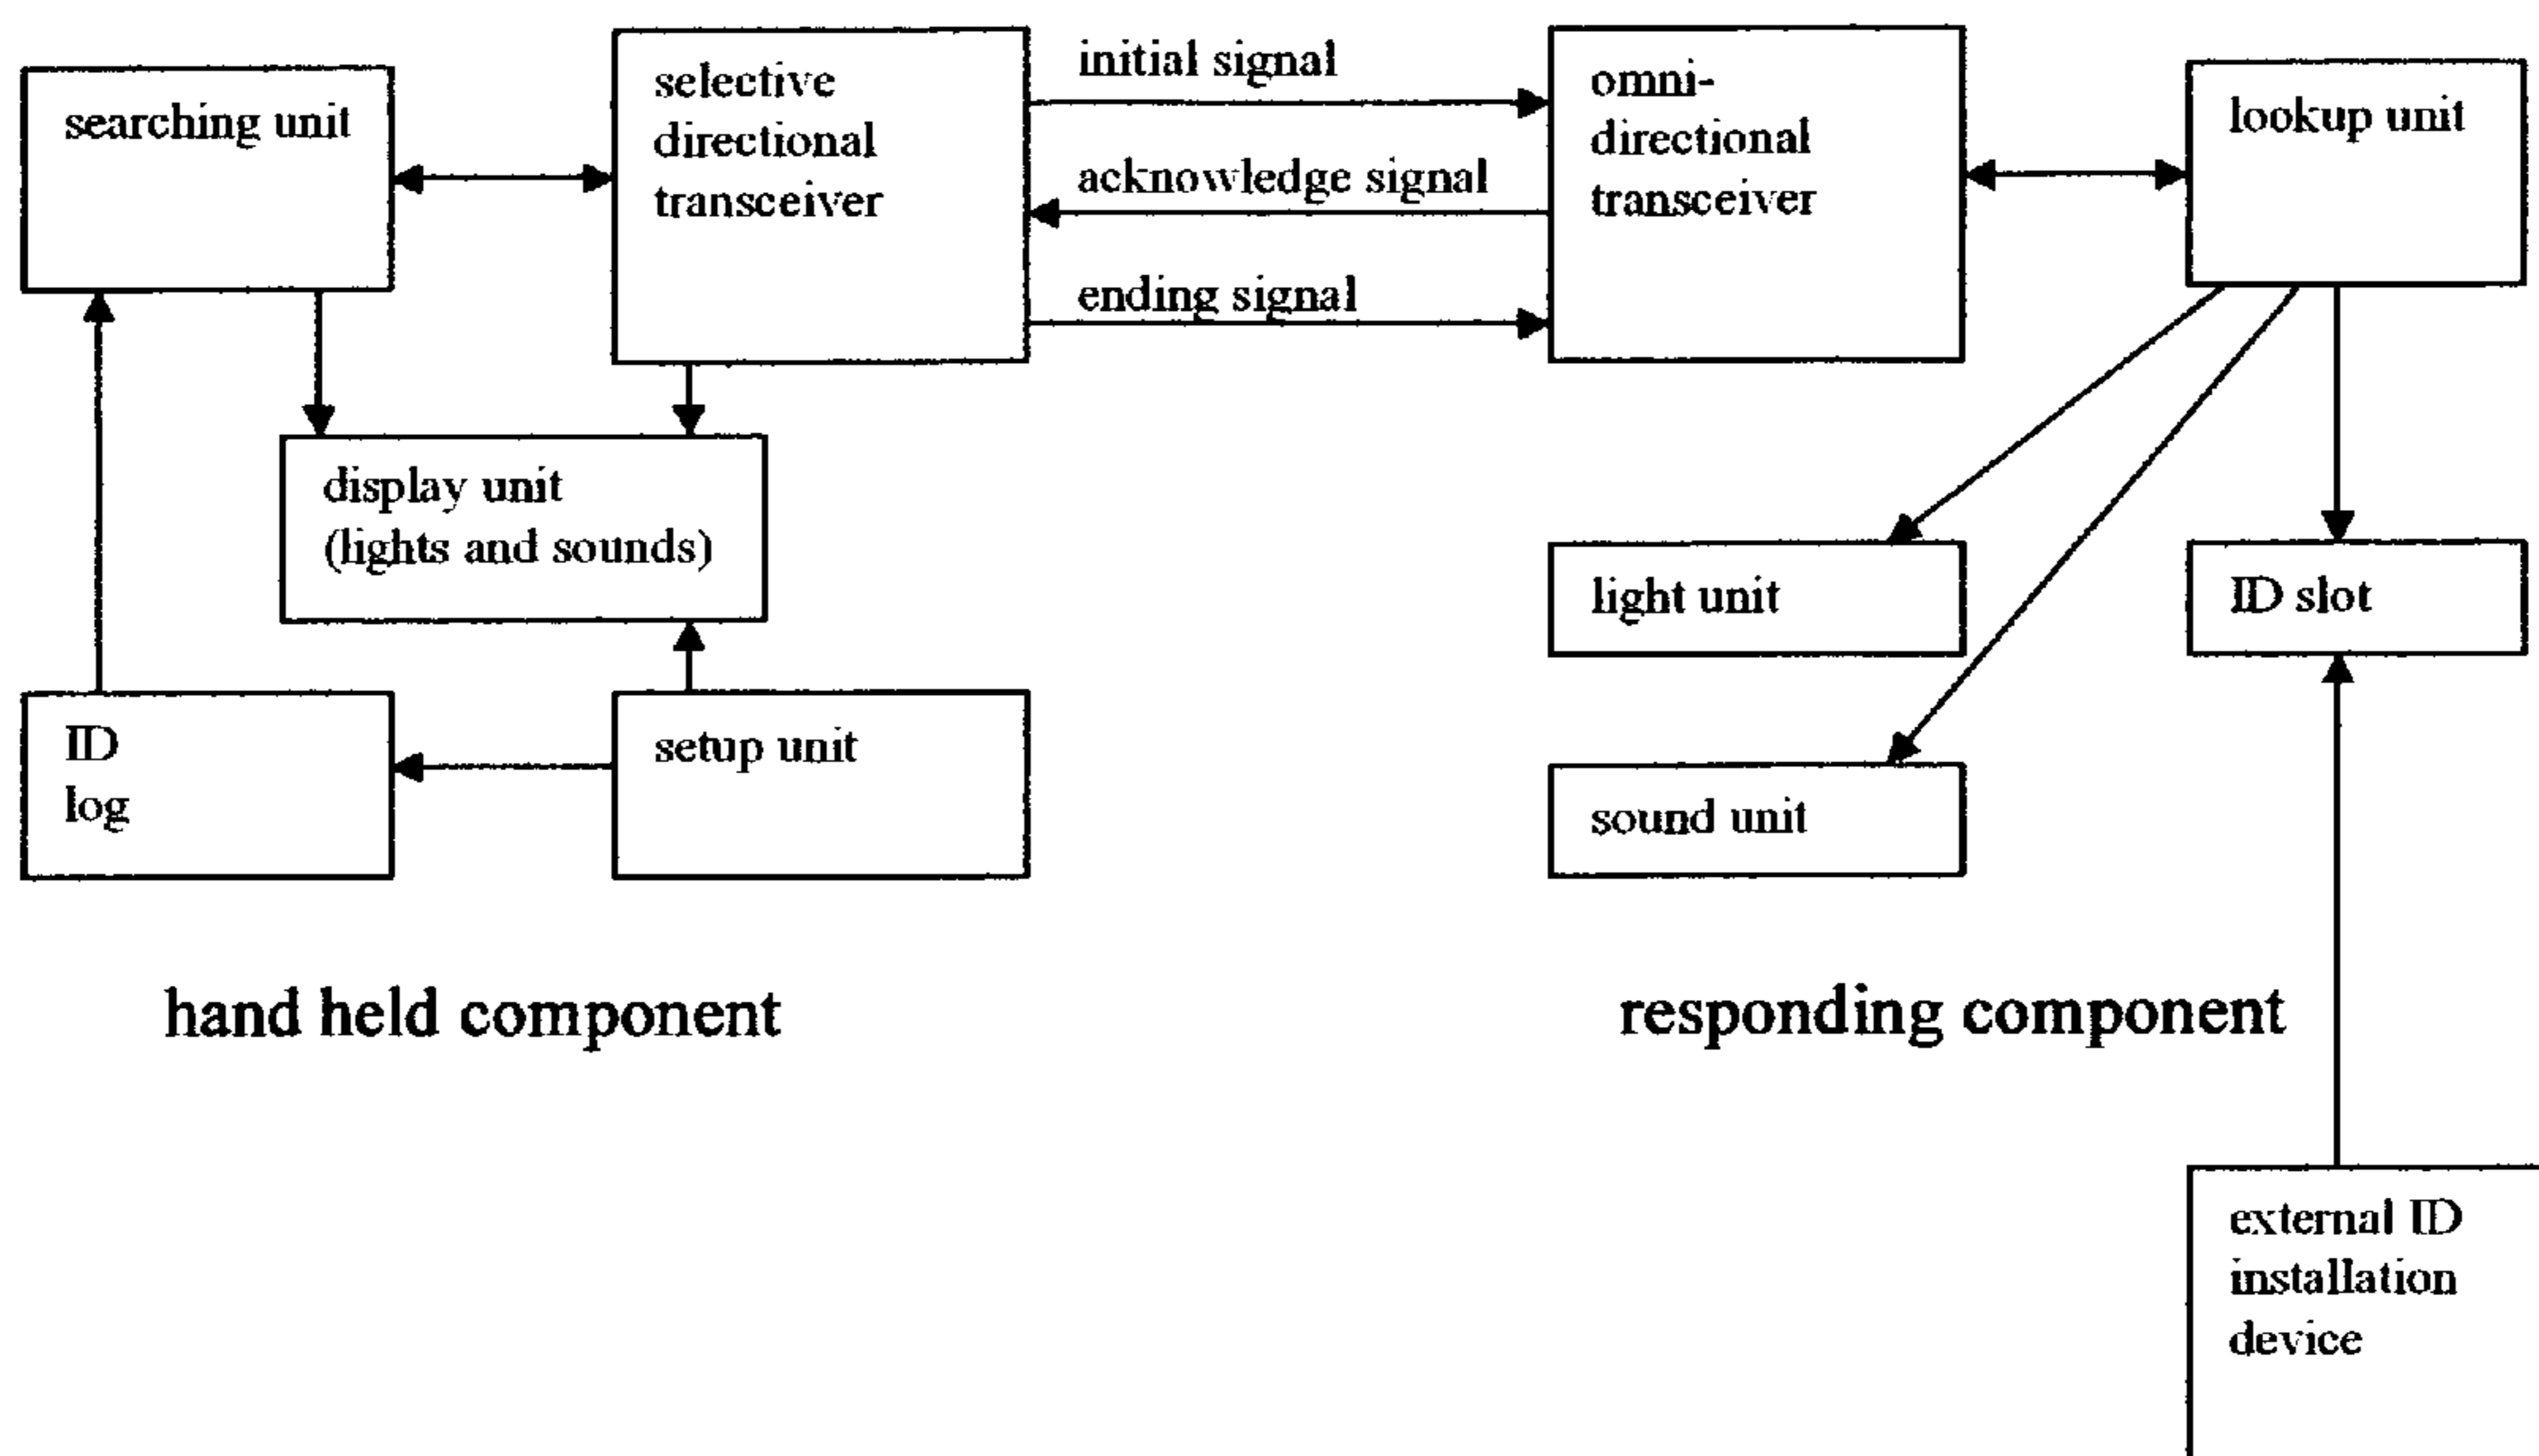 searching unit
selective
directional
transceiver
initial signal
acknowledge signal
ending signal
omni-
directional
transceiver
lookup unit
display unit
(lights and sounds)
light unit
ID slot
ID
log
setup unit
sound unit
hand held component
responding component
external ID
installation
device